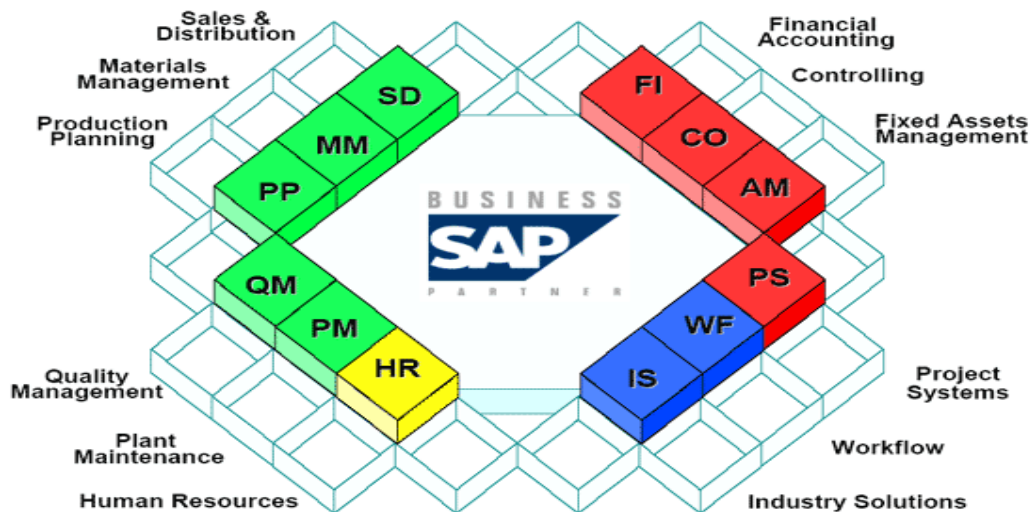 Sales &
Distribution
Materials
Management
Production
Planning
SD
MM
PP
Financial
Accounting
Controlling
Fixed Assets
Management
FI
CO
AM
BUSINESS
SAP
PARTNER
QM
PM
HR
PS
WF
IS
Quality
Management
Plant
Maintenance
Human Resources
Project
Systems
Workflow
Industry Solutions